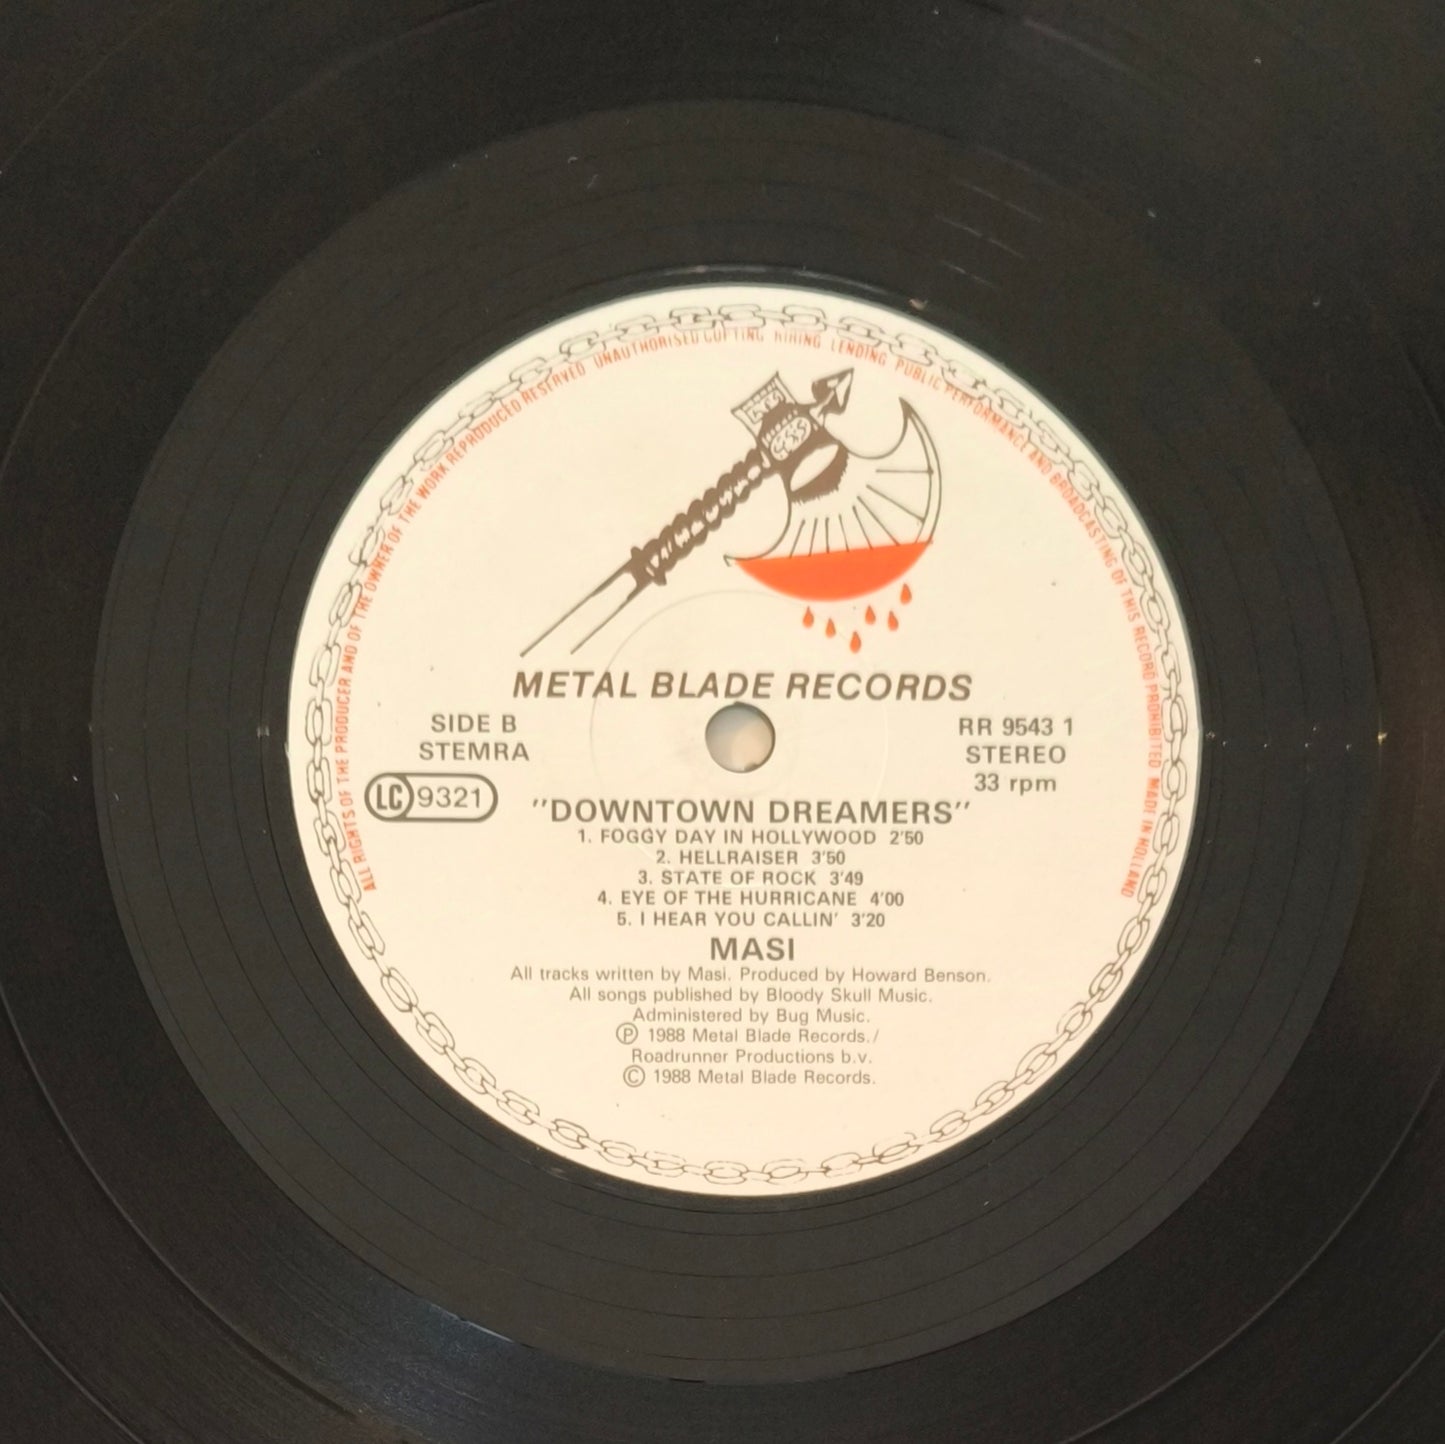 ALL RIGHTS OF THE PRODUCER AND OF THE OWNER OF THE WORK REPRODUCED RESERVED UNAUTHORISED COPYING HIRING LENDING PUBLIC PERFORMANCE AND BROADCASTING OF THIS RECORD PROHIBITED MADE IN HOLLAND
METAL BLADE RECORDS
SIDE B
STEMRA
LC 9321
RR 9543 1
STEREO
33 rpm
"DOWNTOWN DREAMERS"
1. FOGGY DAY IN HOLLYWOOD 2'50
2. HELLRAISER 3'50
3. STATE OF ROCK 3'49
4. EYE OF THE HURRICANE 4'00
5. I HEAR YOU CALLIN' 3'20
MASI
All tracks written by Masi. Produced by Howard Benson.
All songs published by Bloody Skull Music.
Administered by Bug Music.
Ⓟ 1988 Metal Blade Records./
Roadrunner Productions b.v.
© 1988 Metal Blade Records.